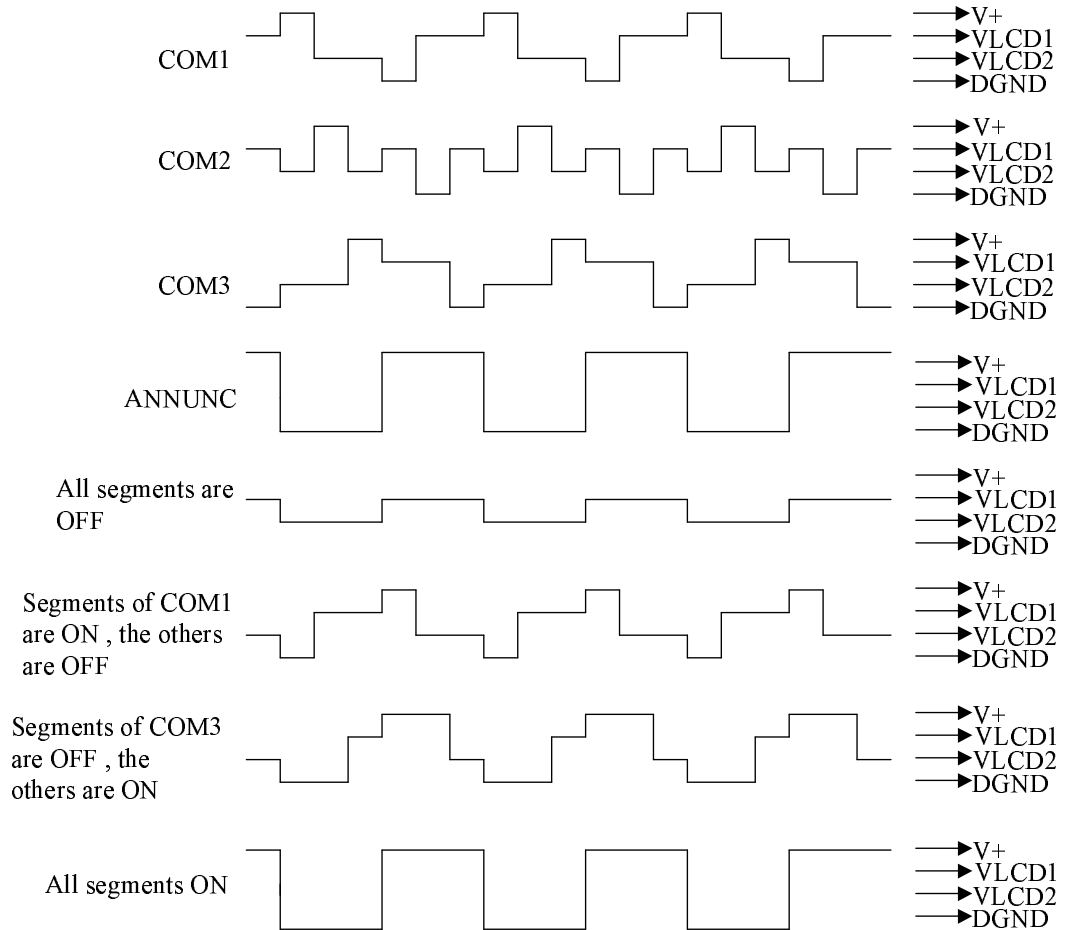 COM1
V+
VLCD1
VLCD2
DGND
COM2
V+
VLCD1
VLCD2
DGND
COM3
V+
VLCD1
VLCD2
DGND
ANNUNC
V+
VLCD1
VLCD2
DGND
All segments are
OFF
V+
VLCD1
VLCD2
DGND
Segments of COM1
are ON , the others
are OFF
V+
VLCD1
VLCD2
DGND
Segments of COM3
are OFF , the
others are ON
V+
VLCD1
VLCD2
DGND
All segments ON
V+
VLCD1
VLCD2
DGND